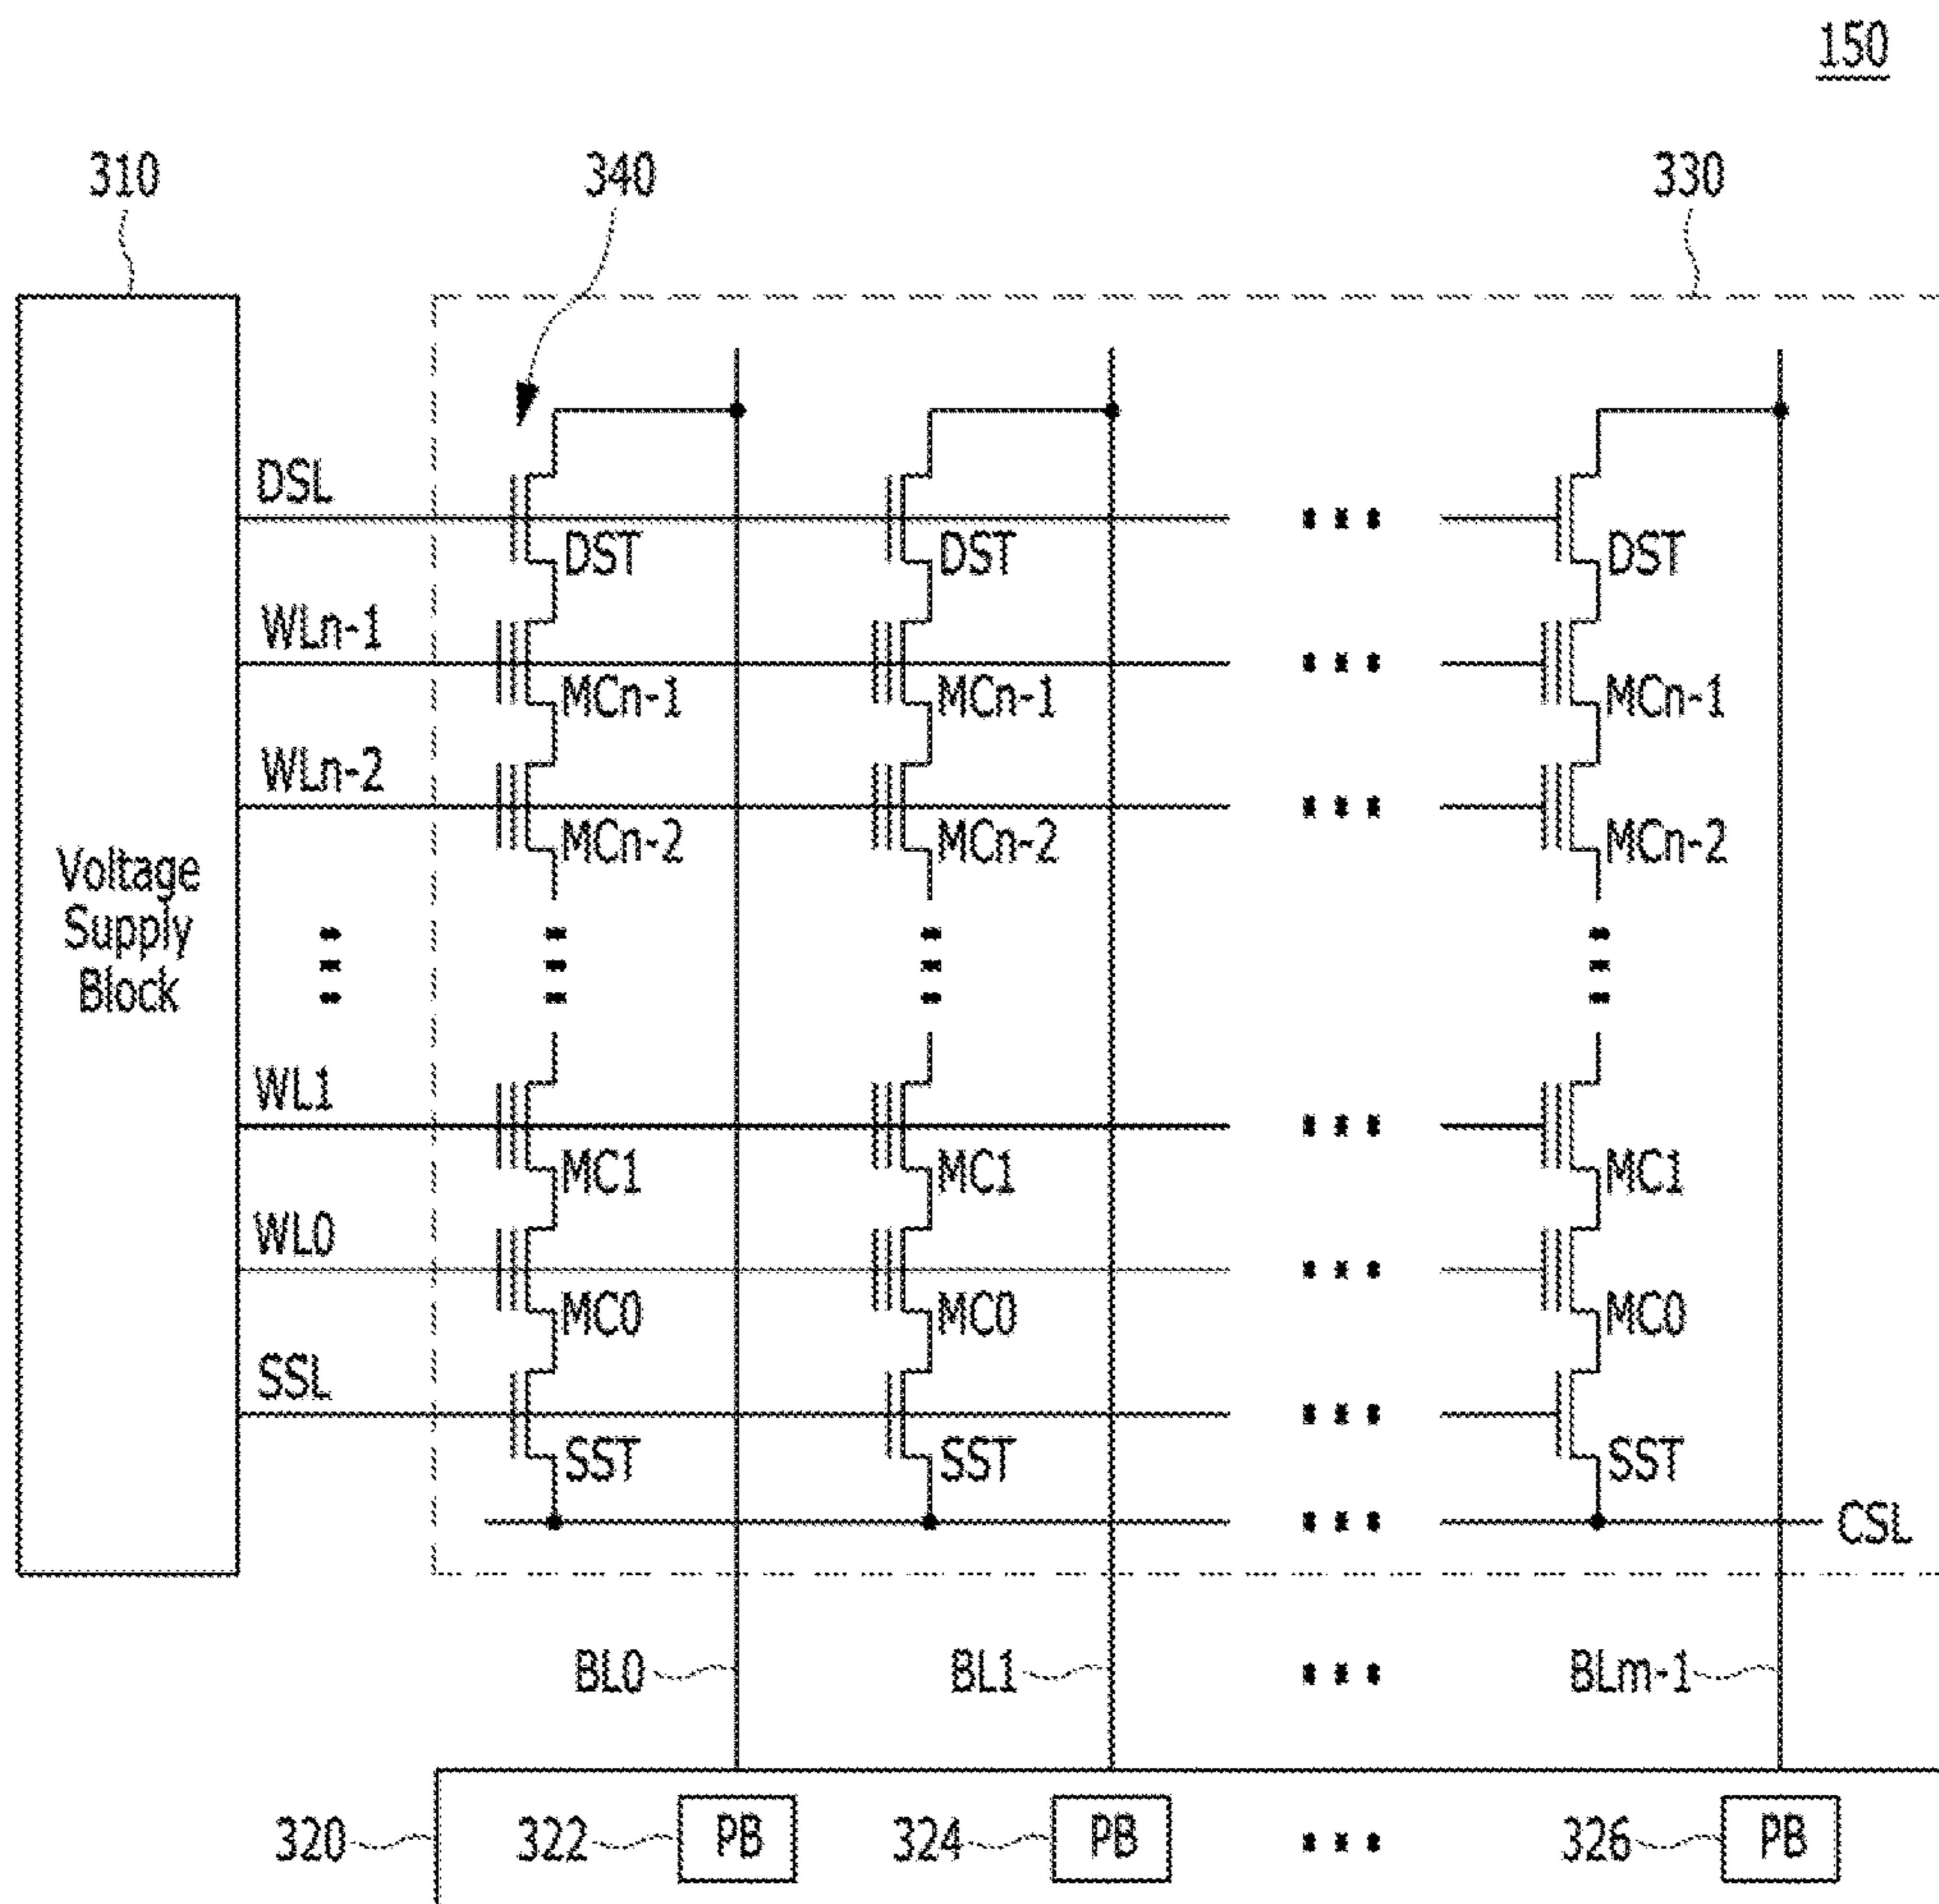 150
310 340 330
DSL
DST DST DST
WLn-1
MCn-1 MCn-1 MCn-1
WLn-2
MCn-2 MCn-2 MCn-2
Voltage
Supply
Block
WL1
MC1 MC1 MC1
WL0
MC0 MC0 MC0
SSL
SST SST SST
CSL
BL0 BL1 BLm-1
320 322 PB 324 PB 326 PB